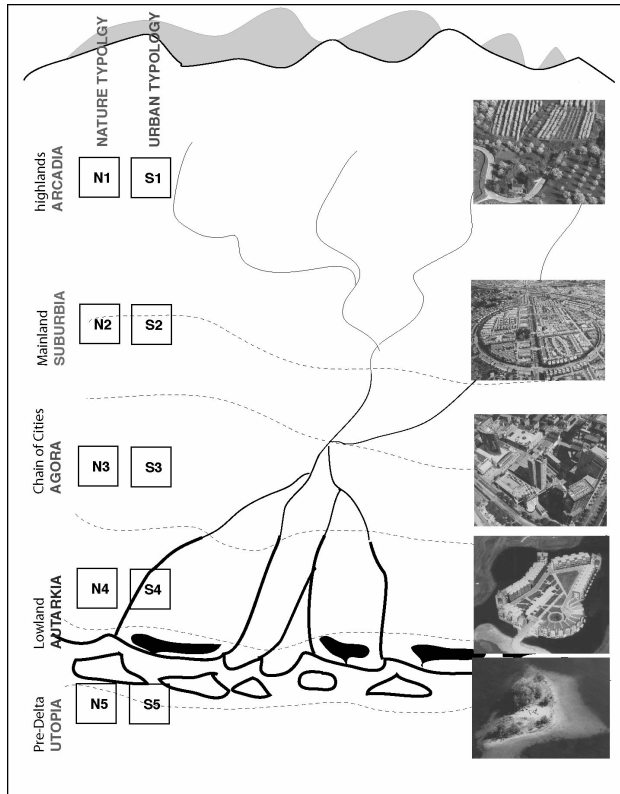 NATURE TYPOLGY
URBAN TYPOLOGY
highlands
ARCADIA
N1
S1
Mainland
SUBURBIA
N2
S2
Chain of Cities
AGORA
N3
S3
Lowland
AUTARKIA
N4
S4
Pre-Delta
UTOPIA
N5
S5